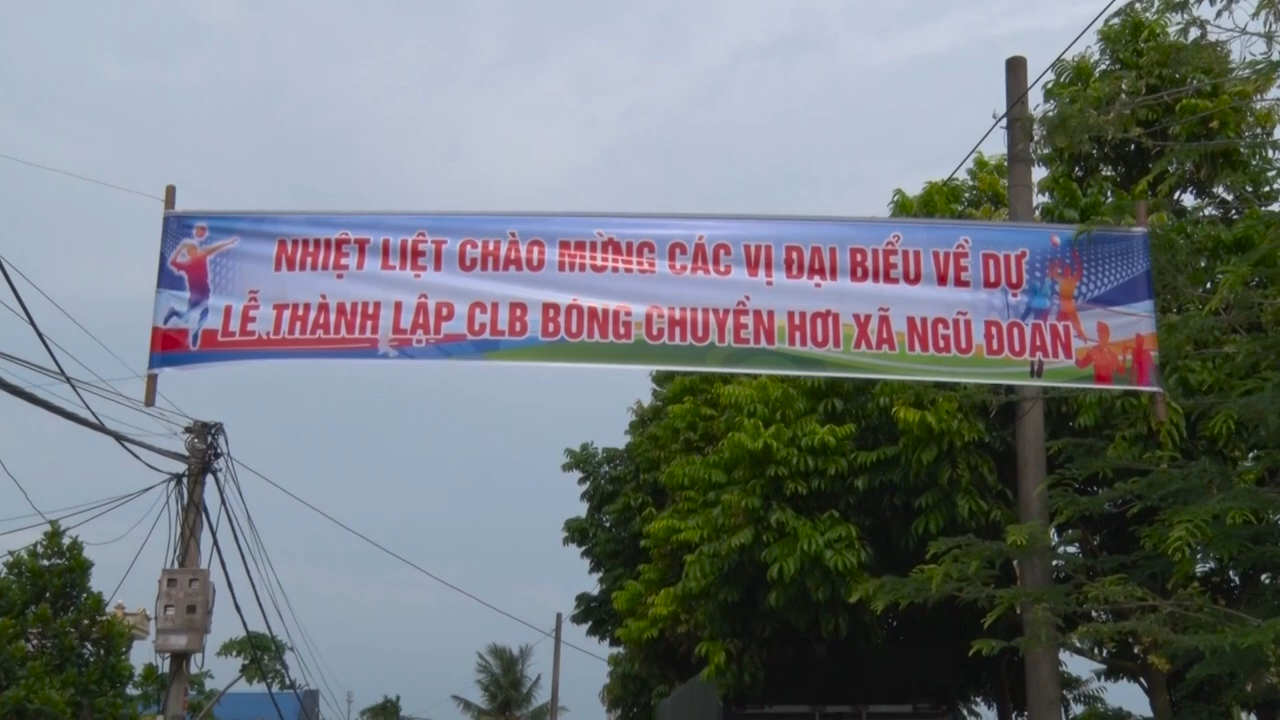 NHIỆT LIỆT CHÀO MỪNG CÁC VỊ ĐẠI BIỂU VỀ DỰ
LỄ THÀNH LẬP CLB BÓNG CHUYỀN HƠI XÃ NGŨ ĐOAN